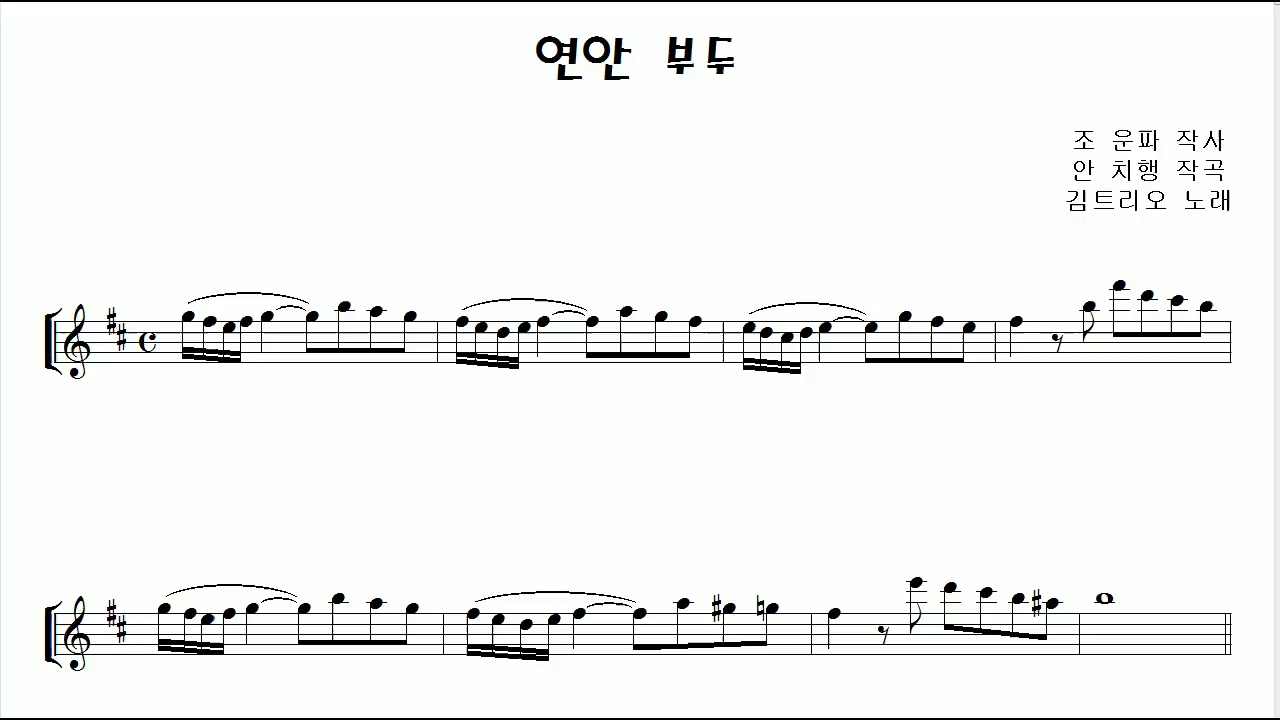 연안 부두
조 운파 작사
안 치행 작곡
김트리오 노래